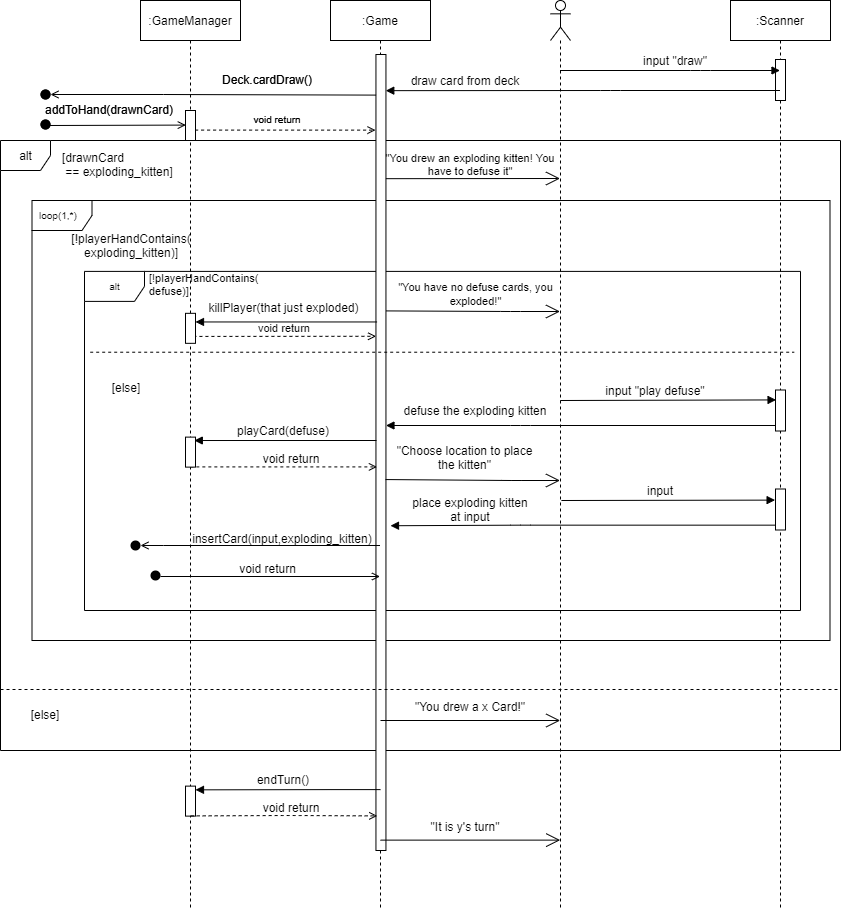 :GameManager
:Game
:Scanner
input "draw"
Deck.cardDraw()
draw card from deck
addToHand(drawnCard)
void return
alt
[drawnCard
== exploding_kitten]
"You drew an exploding kitten! You
have to defuse it"
loop(1,*)
[!playerHandContains(
exploding_kitten)]
alt
[!playerHandContains(
defuse)]
"You have no defuse cards, you
exploded!"
killPlayer(that just exploded)
void return
[else]
input "play defuse"
defuse the exploding kitten
playCard(defuse)
"Choose location to place
the kitten"
void return
input
place exploding kitten
at input
insertCard(input,exploding_kitten)
void return
[else]
"You drew a x Card!"
endTurn()
void return
"It is y's turn"